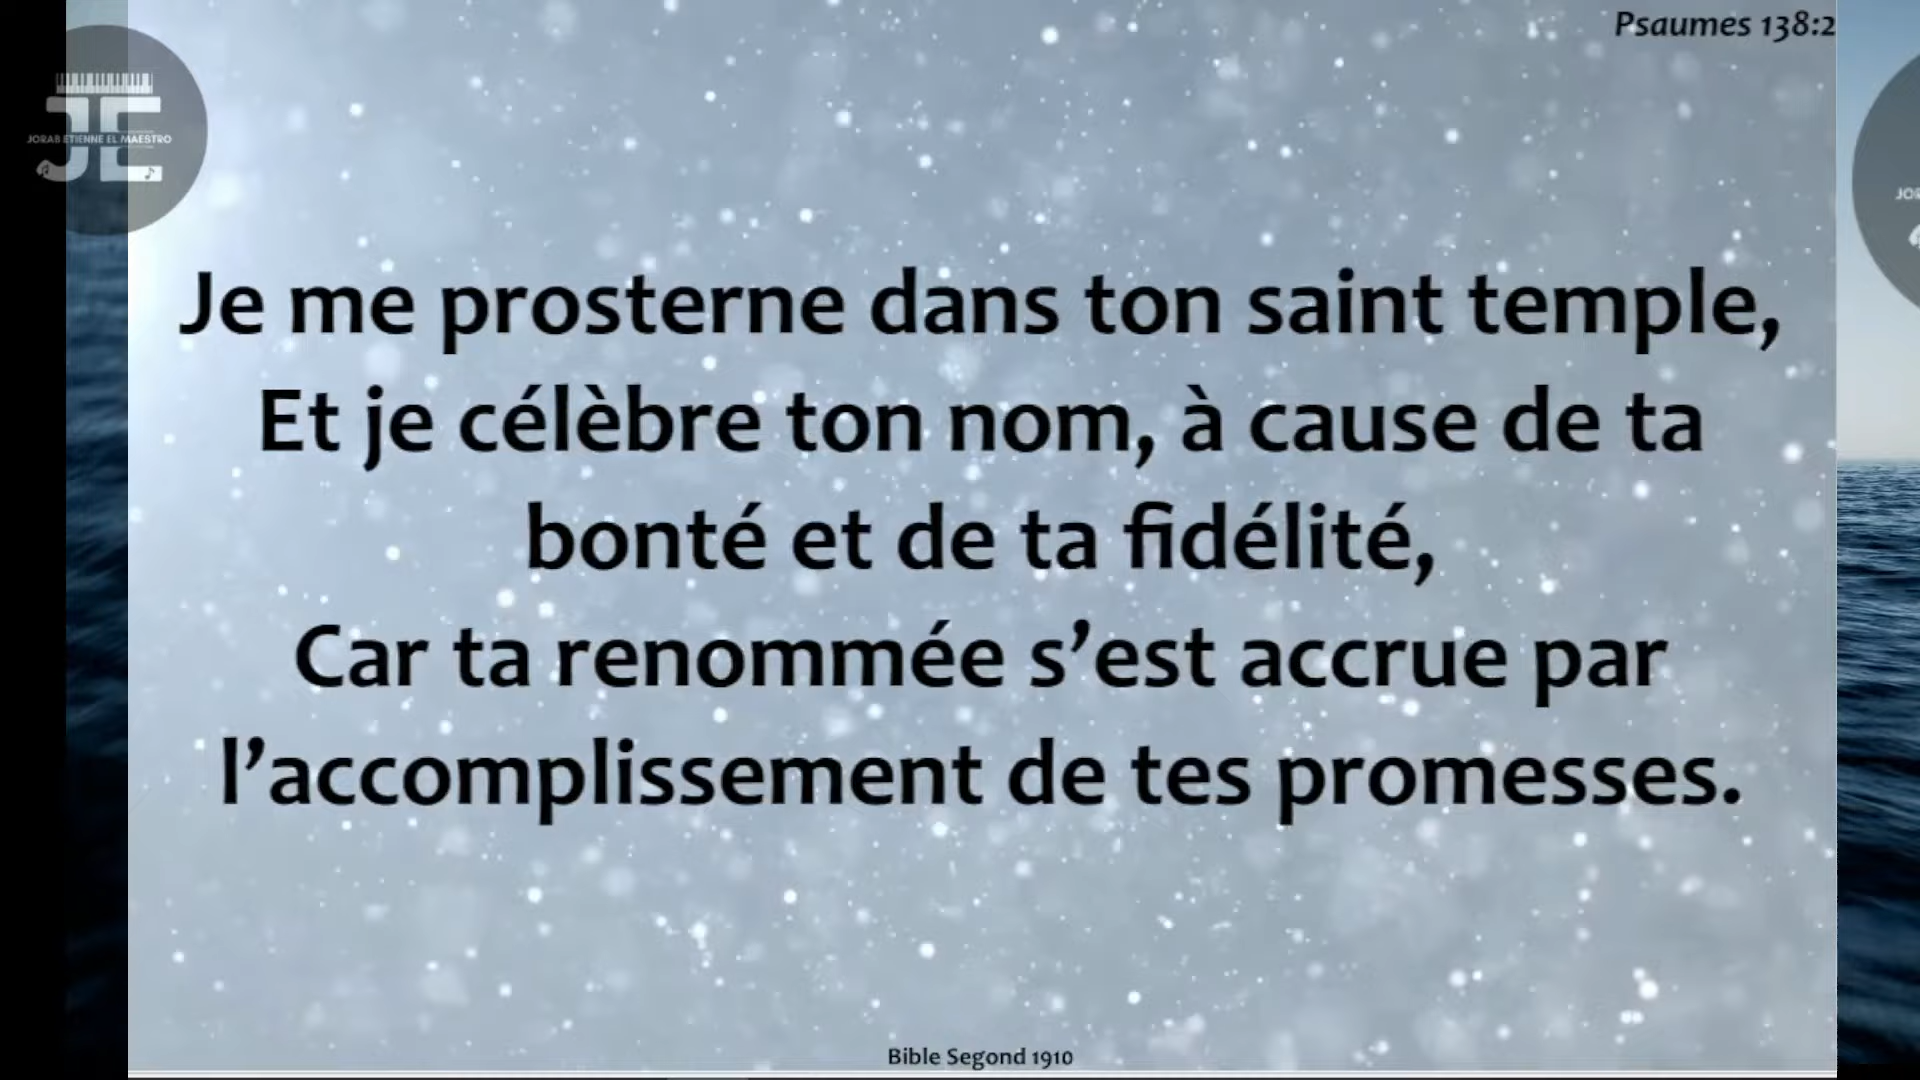 Psaumes 138:2
JE
JORAB ETIENNE EL MAESTRO
Je me prosterne dans ton saint temple,
Et je célèbre ton nom, à cause de ta
bonté et de ta fidélité,
Car ta renommée s’est accrue par
l’accomplissement de tes promesses.
Bible Segond 1910